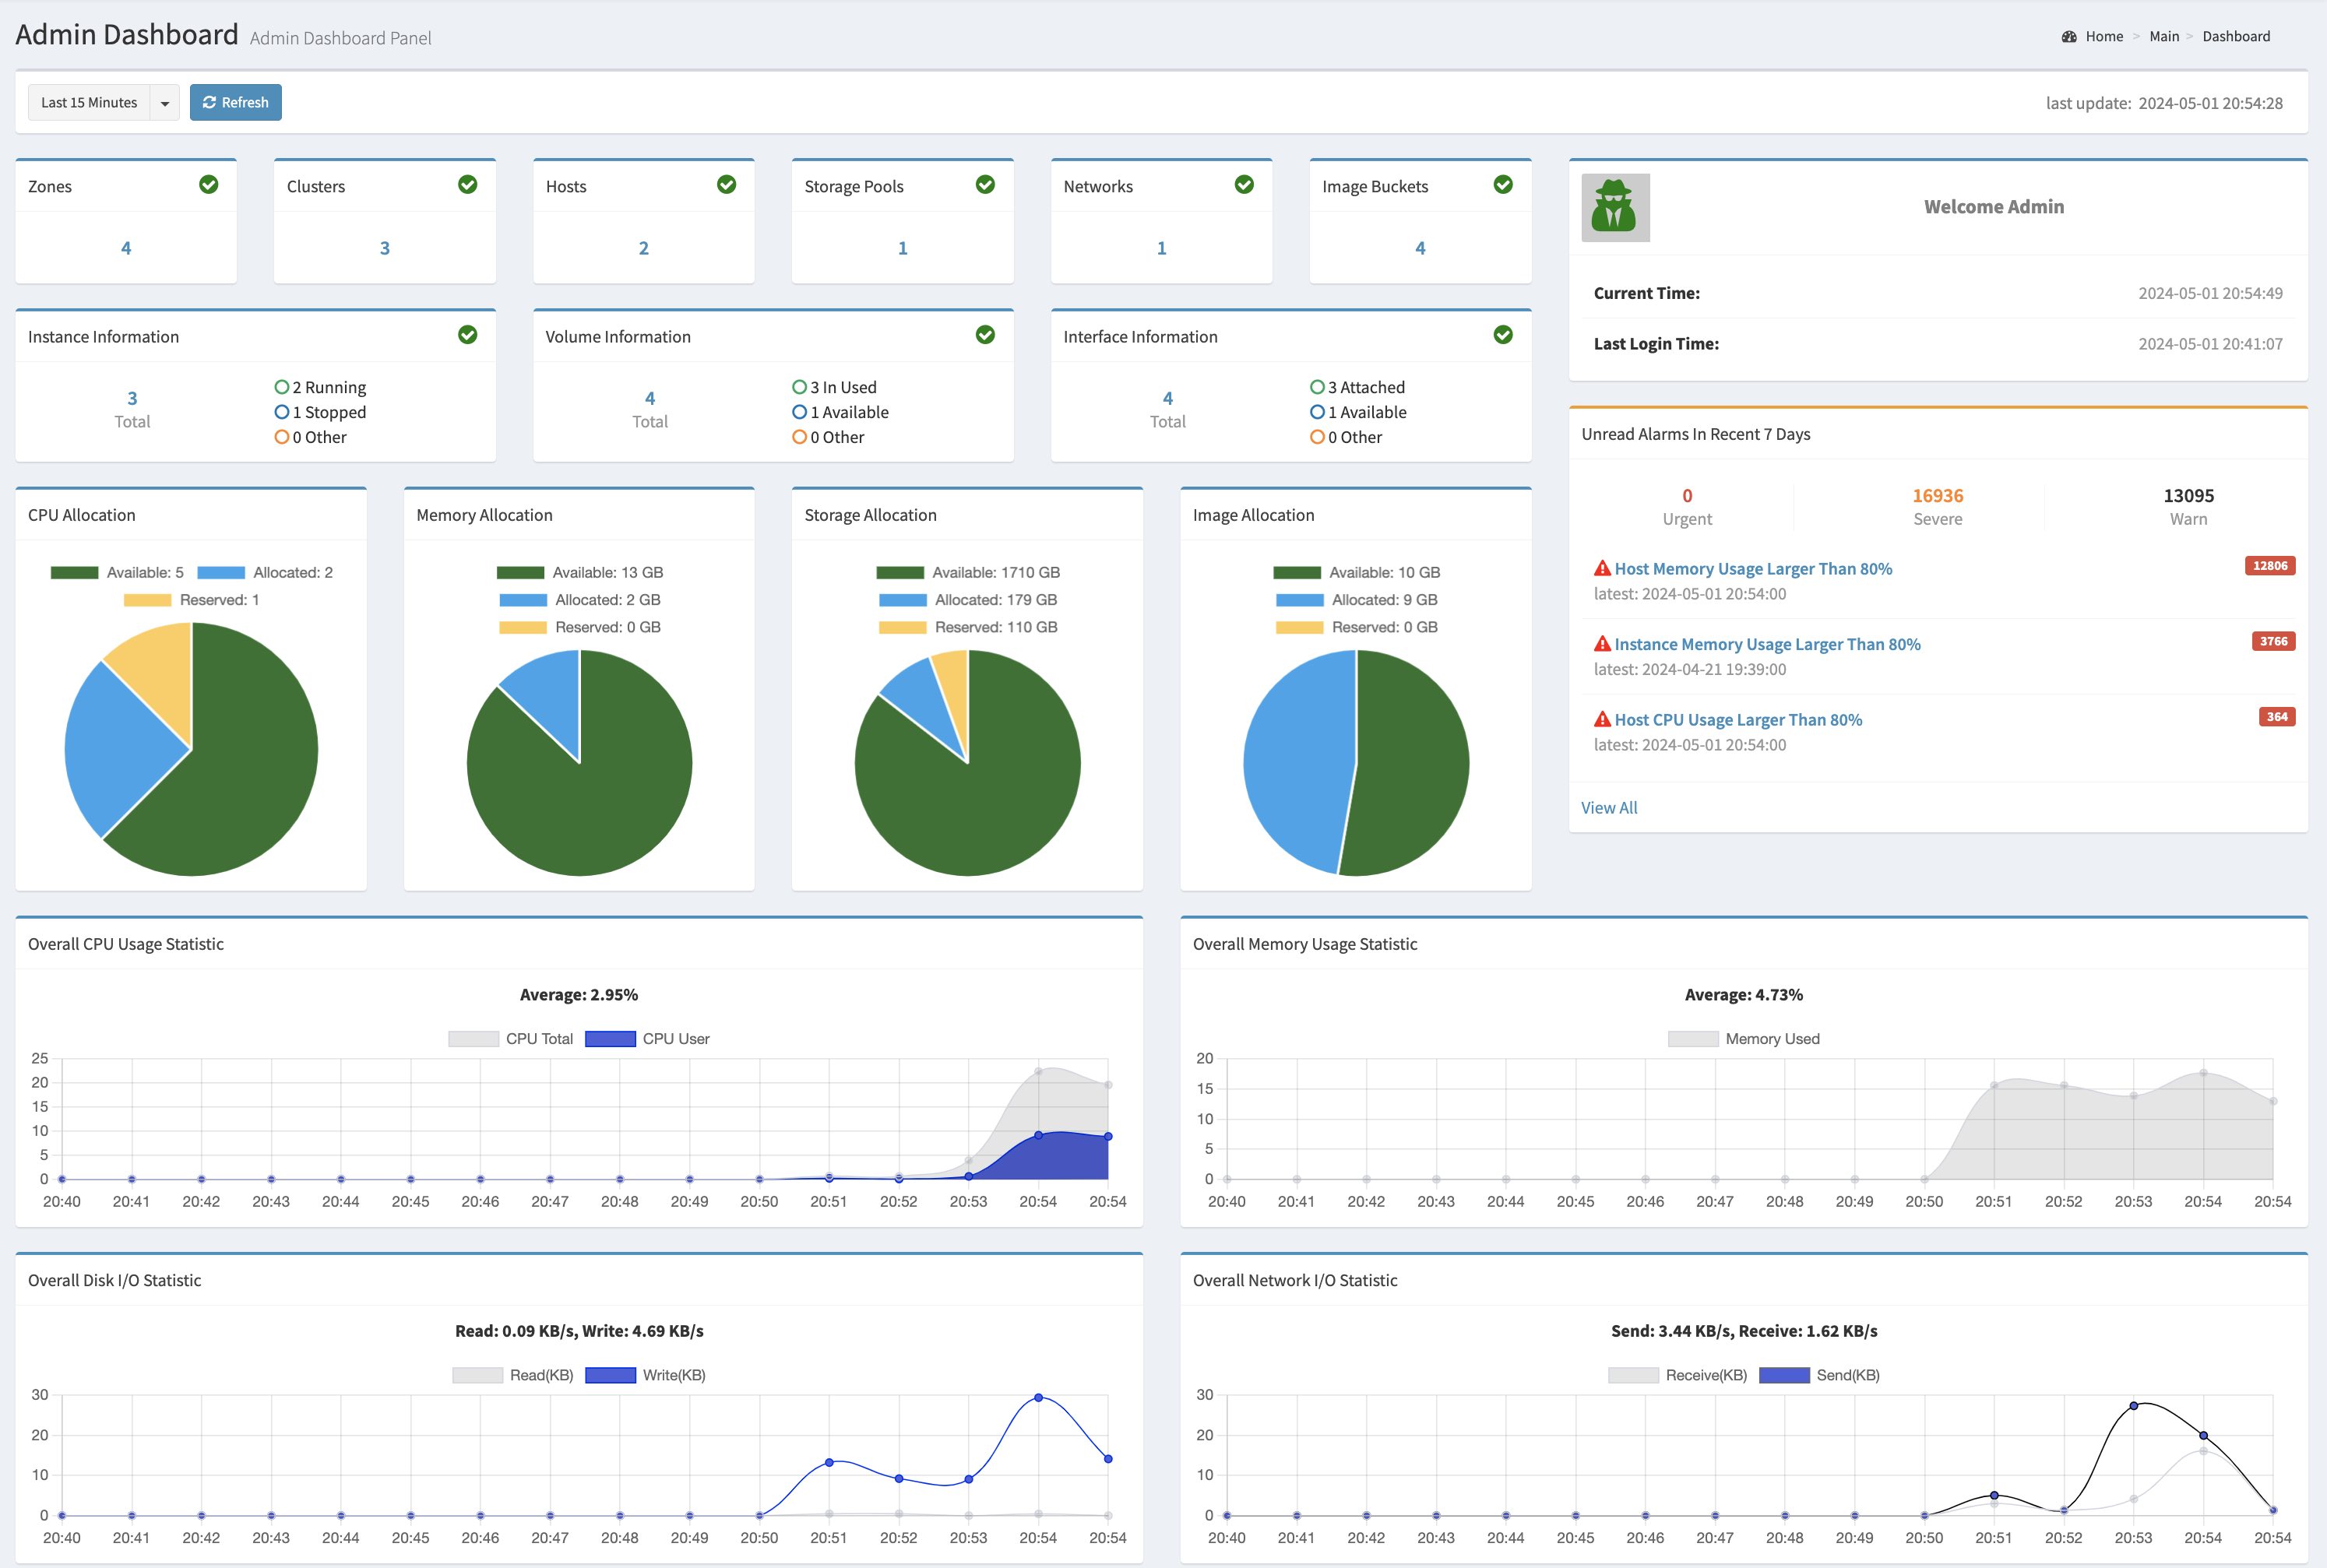 Admin Dashboard Admin Dashboard Panel
Home > Main > Dashboard
Last 15 Minutes
Refresh
last update: 2024-05-01 20:54:28
Zones
4
Clusters
3
Hosts
2
Storage Pools
1
Networks
1
Image Buckets
4
Welcome Admin
Current Time: 2024-05-01 20:54:49
Last Login Time: 2024-05-01 20:41:07
Instance Information
3
Total
2 Running
1 Stopped
0 Other
Volume Information
4
Total
3 In Used
1 Available
0 Other
Interface Information
4
Total
3 Attached
1 Available
0 Other
Unread Alarms In Recent 7 Days
0
Urgent
16936
Severe
13095
Warn
Host Memory Usage Larger Than 80% 12806
latest: 2024-05-01 20:54:00
Instance Memory Usage Larger Than 80% 3766
latest: 2024-04-21 19:39:00
Host CPU Usage Larger Than 80% 364
latest: 2024-05-01 20:54:00
View All
CPU Allocation
Available: 5 Allocated: 2
Reserved: 1
Memory Allocation
Available: 13 GB
Allocated: 2 GB
Reserved: 0 GB
Storage Allocation
Available: 1710 GB
Allocated: 179 GB
Reserved: 110 GB
Image Allocation
Available: 10 GB
Allocated: 9 GB
Reserved: 0 GB
Overall CPU Usage Statistic
Average: 2.95%
CPU Total CPU User
25
20
15
10
5
0
20:40 20:41 20:42 20:43 20:44 20:45 20:46 20:47 20:48 20:49 20:50 20:51 20:52 20:53 20:54 20:54
Overall Memory Usage Statistic
Average: 4.73%
Memory Used
20
15
10
5
0
20:40 20:41 20:42 20:43 20:44 20:45 20:46 20:47 20:48 20:49 20:50 20:51 20:52 20:53 20:54 20:54
Overall Disk I/O Statistic
Read: 0.09 KB/s, Write: 4.69 KB/s
Read(KB) Write(KB)
30
20
10
0
20:40 20:41 20:42 20:43 20:44 20:45 20:46 20:47 20:48 20:49 20:50 20:51 20:52 20:53 20:54 20:54
Overall Network I/O Statistic
Send: 3.44 KB/s, Receive: 1.62 KB/s
Receive(KB) Send(KB)
30
20
10
0
20:40 20:41 20:42 20:43 20:44 20:45 20:46 20:47 20:48 20:49 20:50 20:51 20:52 20:53 20:54 20:54